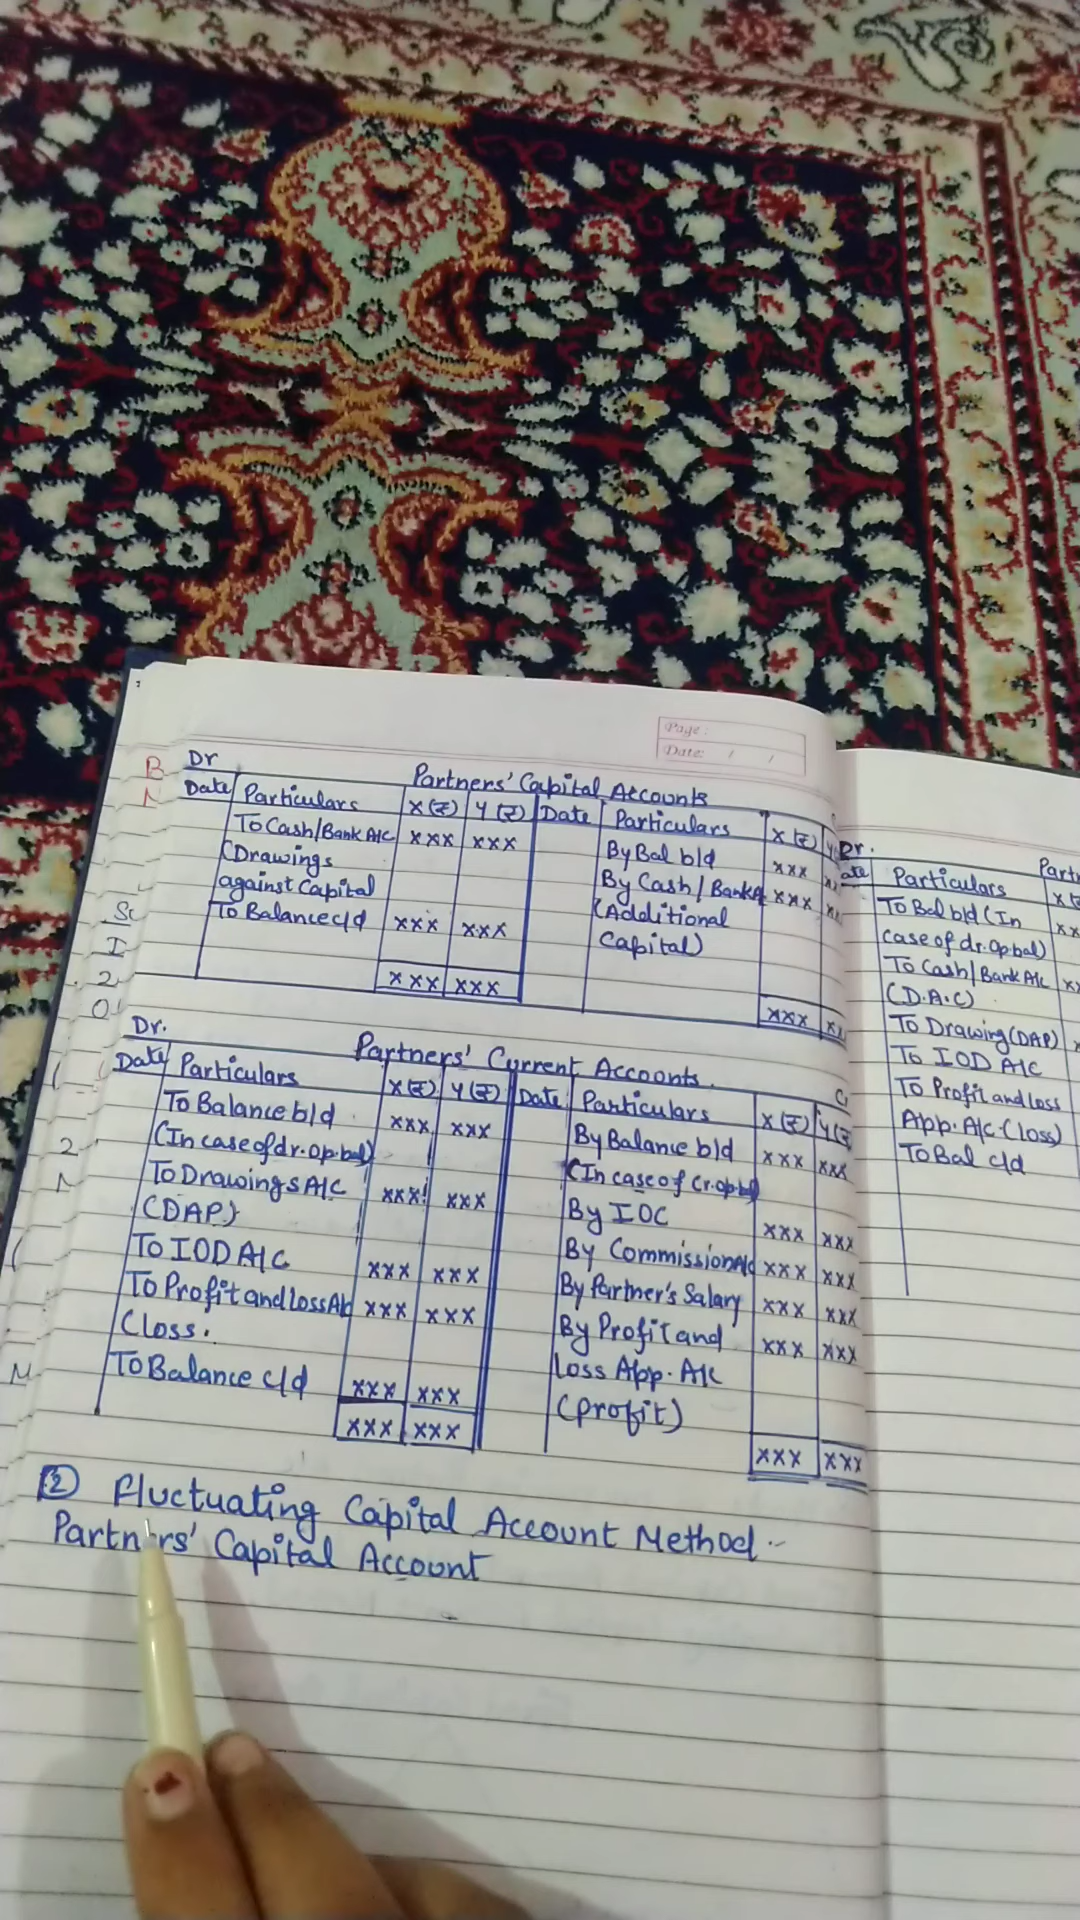 Page:
Date: / /
B
N
Dr
Partners' Capital Accounts
Date Particulars X(₹) Y(₹) Date Particulars X(₹) Y
To Cash/Bank A/c xxx xxx By Bal b/d xxx
(Drawings By Cash/Bank A xxx
against Capital (Additional
To Balance c/d xxx xxx Capital)
xxx xxx xxx
Dr.
Partners' Current Accounts.
Date Particulars X(₹) Y(₹) Date Particulars X(₹) Y(₹
To Balance b/d xxx xxx By Balance b/d xxx xxx
(In case of dr. op. bal) (In case of Cr. op b
To Drawings A/c xxx xxx By IOC xxx xxx
(DAP) By Commission A/c xxx xxx
To IOD A/C xxx xxx By Partner's Salary xxx xxx
To Profit and Loss A/c xxx xxx By Profit and xxx xxx
(loss. loss App. A/c
To Balance c/d xxx xxx (profit)
xxx xxx xxx xxx
2 Fluctuating Capital Account Method
Partners' Capital Account
Dr.
Part
ate Particulars X(₹
To Bal b/d (In xx
case of dr. op bal)
To Cash/Bank A/c
(D.A.C)
To Drawing (DAP)
To IOD A/C
To Profit and loss
App. A/c (loss)
To Bal c/d